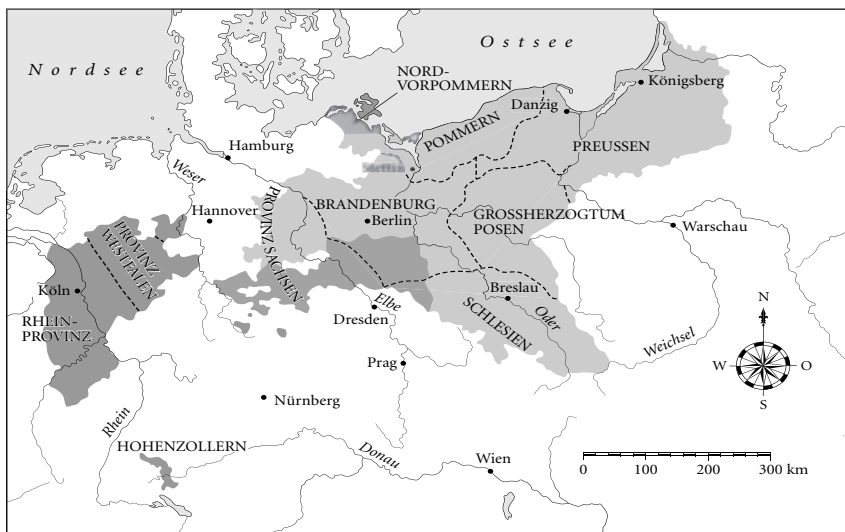 Nordsee
Ostsee
NORD-
VORPOMMERN
Königsberg
Danzig
POMMERN
PREUSSEN
Hamburg
Weser
Hannover
PROVINZ SACHSEN
BRANDENBURG
Berlin
GROSSHERZOGTUM
POSEN
Warschau
PROVINZ
WESTFALEN
Köln
RHEIN-
PROVINZ
Elbe
Dresden
Breslau
SCHLESIEN
Oder
Weichsel
Prag
N
W
O
S
Nürnberg
Rhein
HOHENZOLLERN
Donau
Wien
0 100 200 300 km